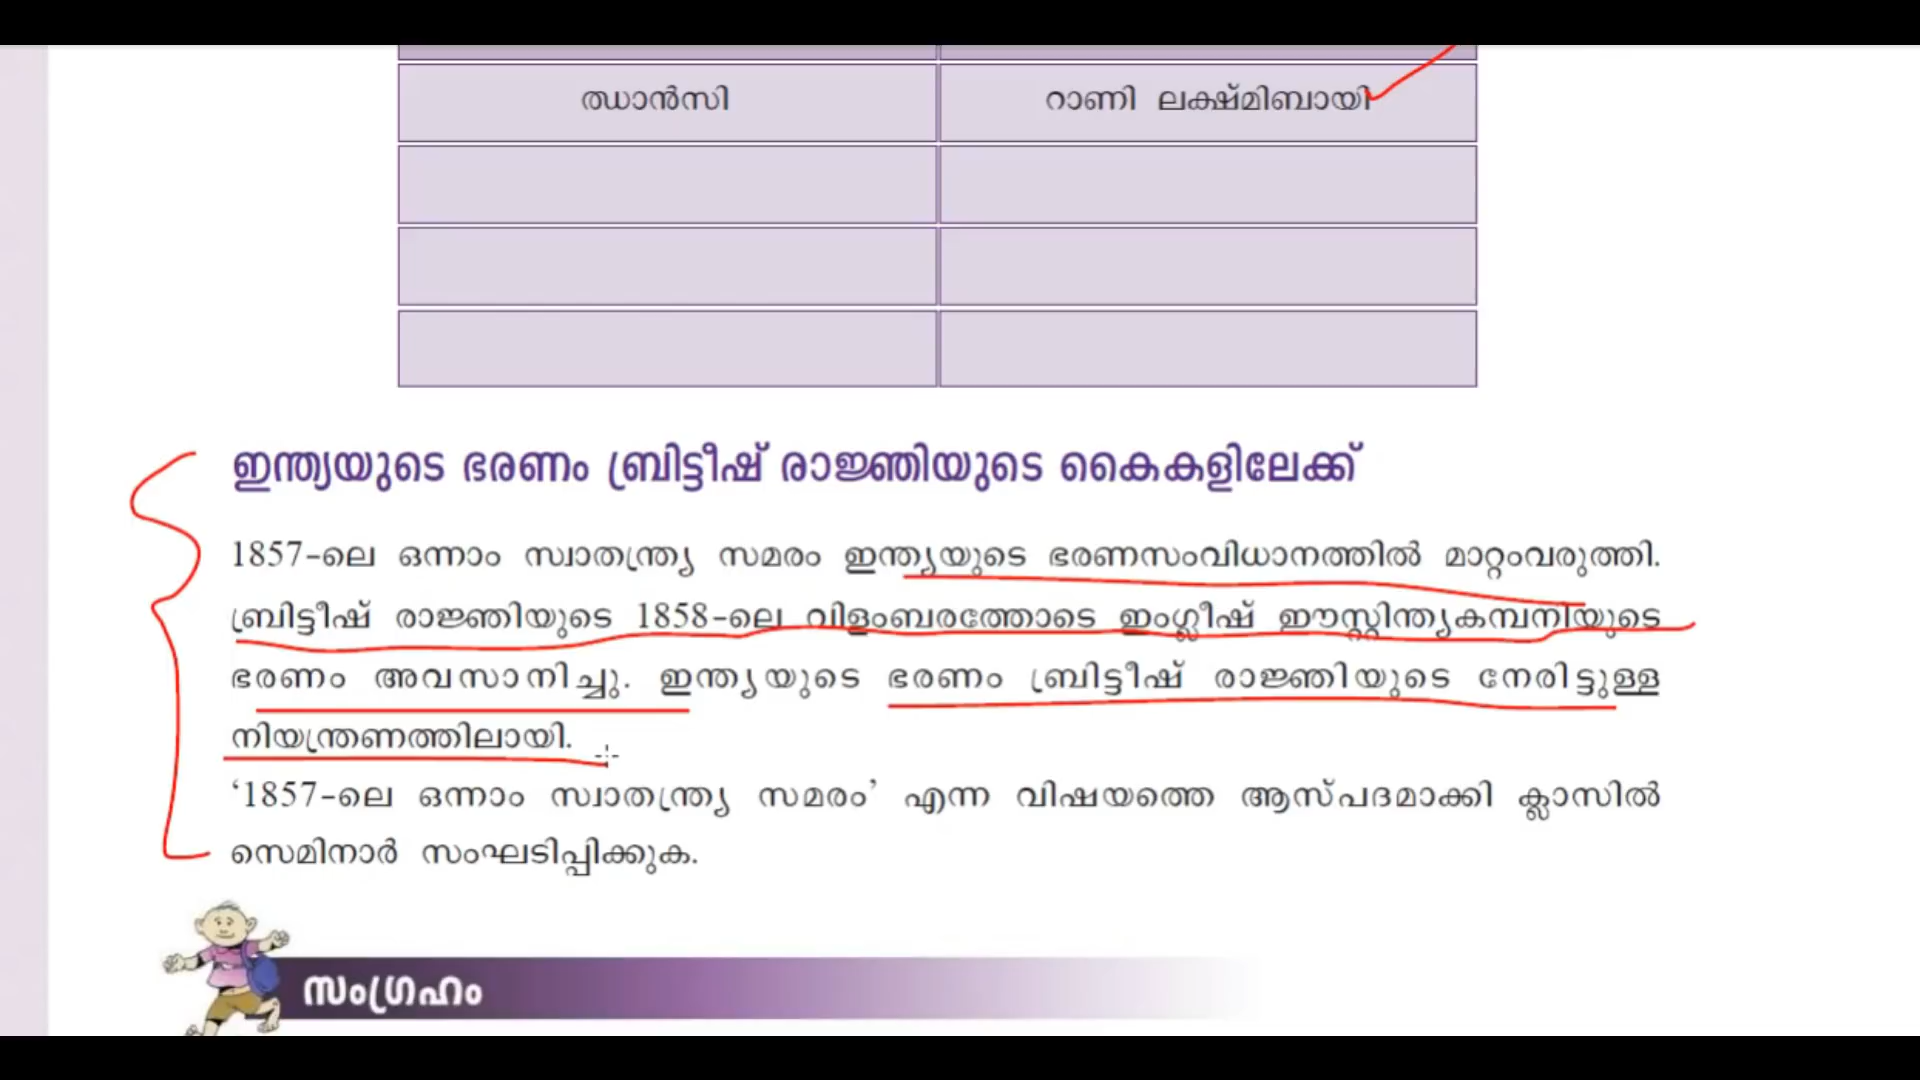 ഝാൻസി
റാണി ലക്ഷ്മിബായി
ഇന്ത്യയുടെ ഭരണം ബ്രിട്ടീഷ് രാജ്ഞിയുടെ കൈകളിലേക്ക്
1857-ലെ ഒന്നാം സ്വാതന്ത്ര്യ സമരം ഇന്ത്യയുടെ ഭരണസംവിധാനത്തിൽ മാറ്റംവരുത്തി.
ബ്രിട്ടീഷ് രാജ്ഞിയുടെ 1858-ലെ വിളംബരത്തോടെ ഇംഗ്ലീഷ് ഈസ്റ്റിന്ത്യകമ്പനിയുടെ
ഭരണം അവസാനിച്ചു. ഇന്ത്യയുടെ ഭരണം ബ്രിട്ടീഷ് രാജ്ഞിയുടെ നേരിട്ടുള്ള
നിയന്ത്രണത്തിലായി.
‘1857-ലെ ഒന്നാം സ്വാതന്ത്ര്യ സമരം’ എന്ന വിഷയത്തെ ആസ്പദമാക്കി ക്ലാസിൽ
സെമിനാർ സംഘടിപ്പിക്കുക.
സംഗ്രഹം